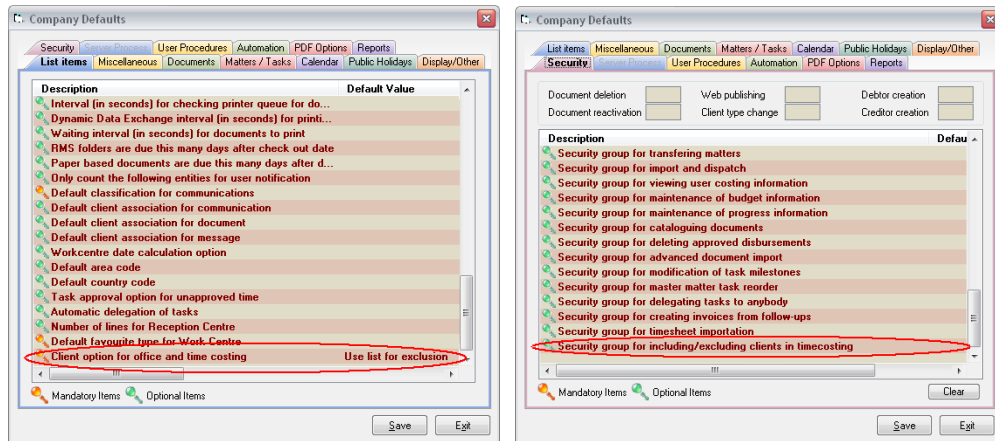 Company Defaults
Security Server Process User Procedures Automation PDF Options Reports
List items Miscellaneous Documents Matters / Tasks Calendar Public Holidays Display/Other
Description Default Value
Interval (in seconds) for checking printer queue for do...
Dynamic Data Exchange interval (in seconds) for printi...
Waiting interval (in seconds) for documents to print
RMS folders are due this many days after check out date
Paper based documents are due this many days after d...
Only count the following entities for user notification
Default classification for communications
Default client association for communication
Default client association for document
Default client association for message
Workcentre date calculation option
Default area code
Default country code
Task approval option for unapproved time
Automatic delegation of tasks
Number of lines for Reception Centre
Default favourite type for Work Centre
Client option for office and time costing Use list for exclusion
Mandatory Items Optional Items
Save Exit
Company Defaults
List items Miscellaneous Documents Matters / Tasks Calendar Public Holidays Display/Other
Security Server Process User Procedures Automation PDF Options Reports
Document deletion Web publishing Debtor creation
Document reactivation Client type change Creditor creation
Description Defau
Security group for transfering matters
Security group for import and dispatch
Security group for viewing user costing information
Security group for maintenance of budget information
Security group for maintenance of progress information
Security group for cataloguing documents
Security group for deleting approved disbursements
Security group for advanced document import
Security group for modification of task milestones
Security group for master matter task reorder
Security group for delegating tasks to anybody
Security group for creating invoices from follow-ups
Security group for timesheet importation
Security group for including/excluding clients in timecosting
Mandatory Items Optional Items Clear
Save Exit